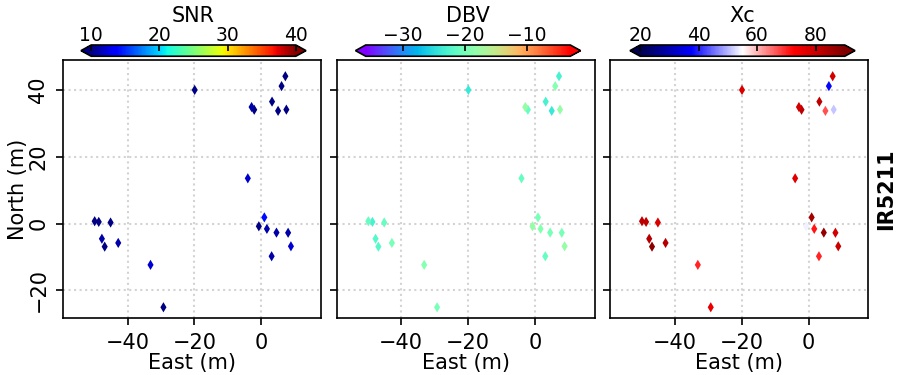 SNR DBV Xc
10 20 30 40 −30 −20 −10 20 40 60 80
40
20
0
−20
North (m)
IR5211
−40 −20 0 −40 −20 0 −40 −20 0
East (m) East (m) East (m)